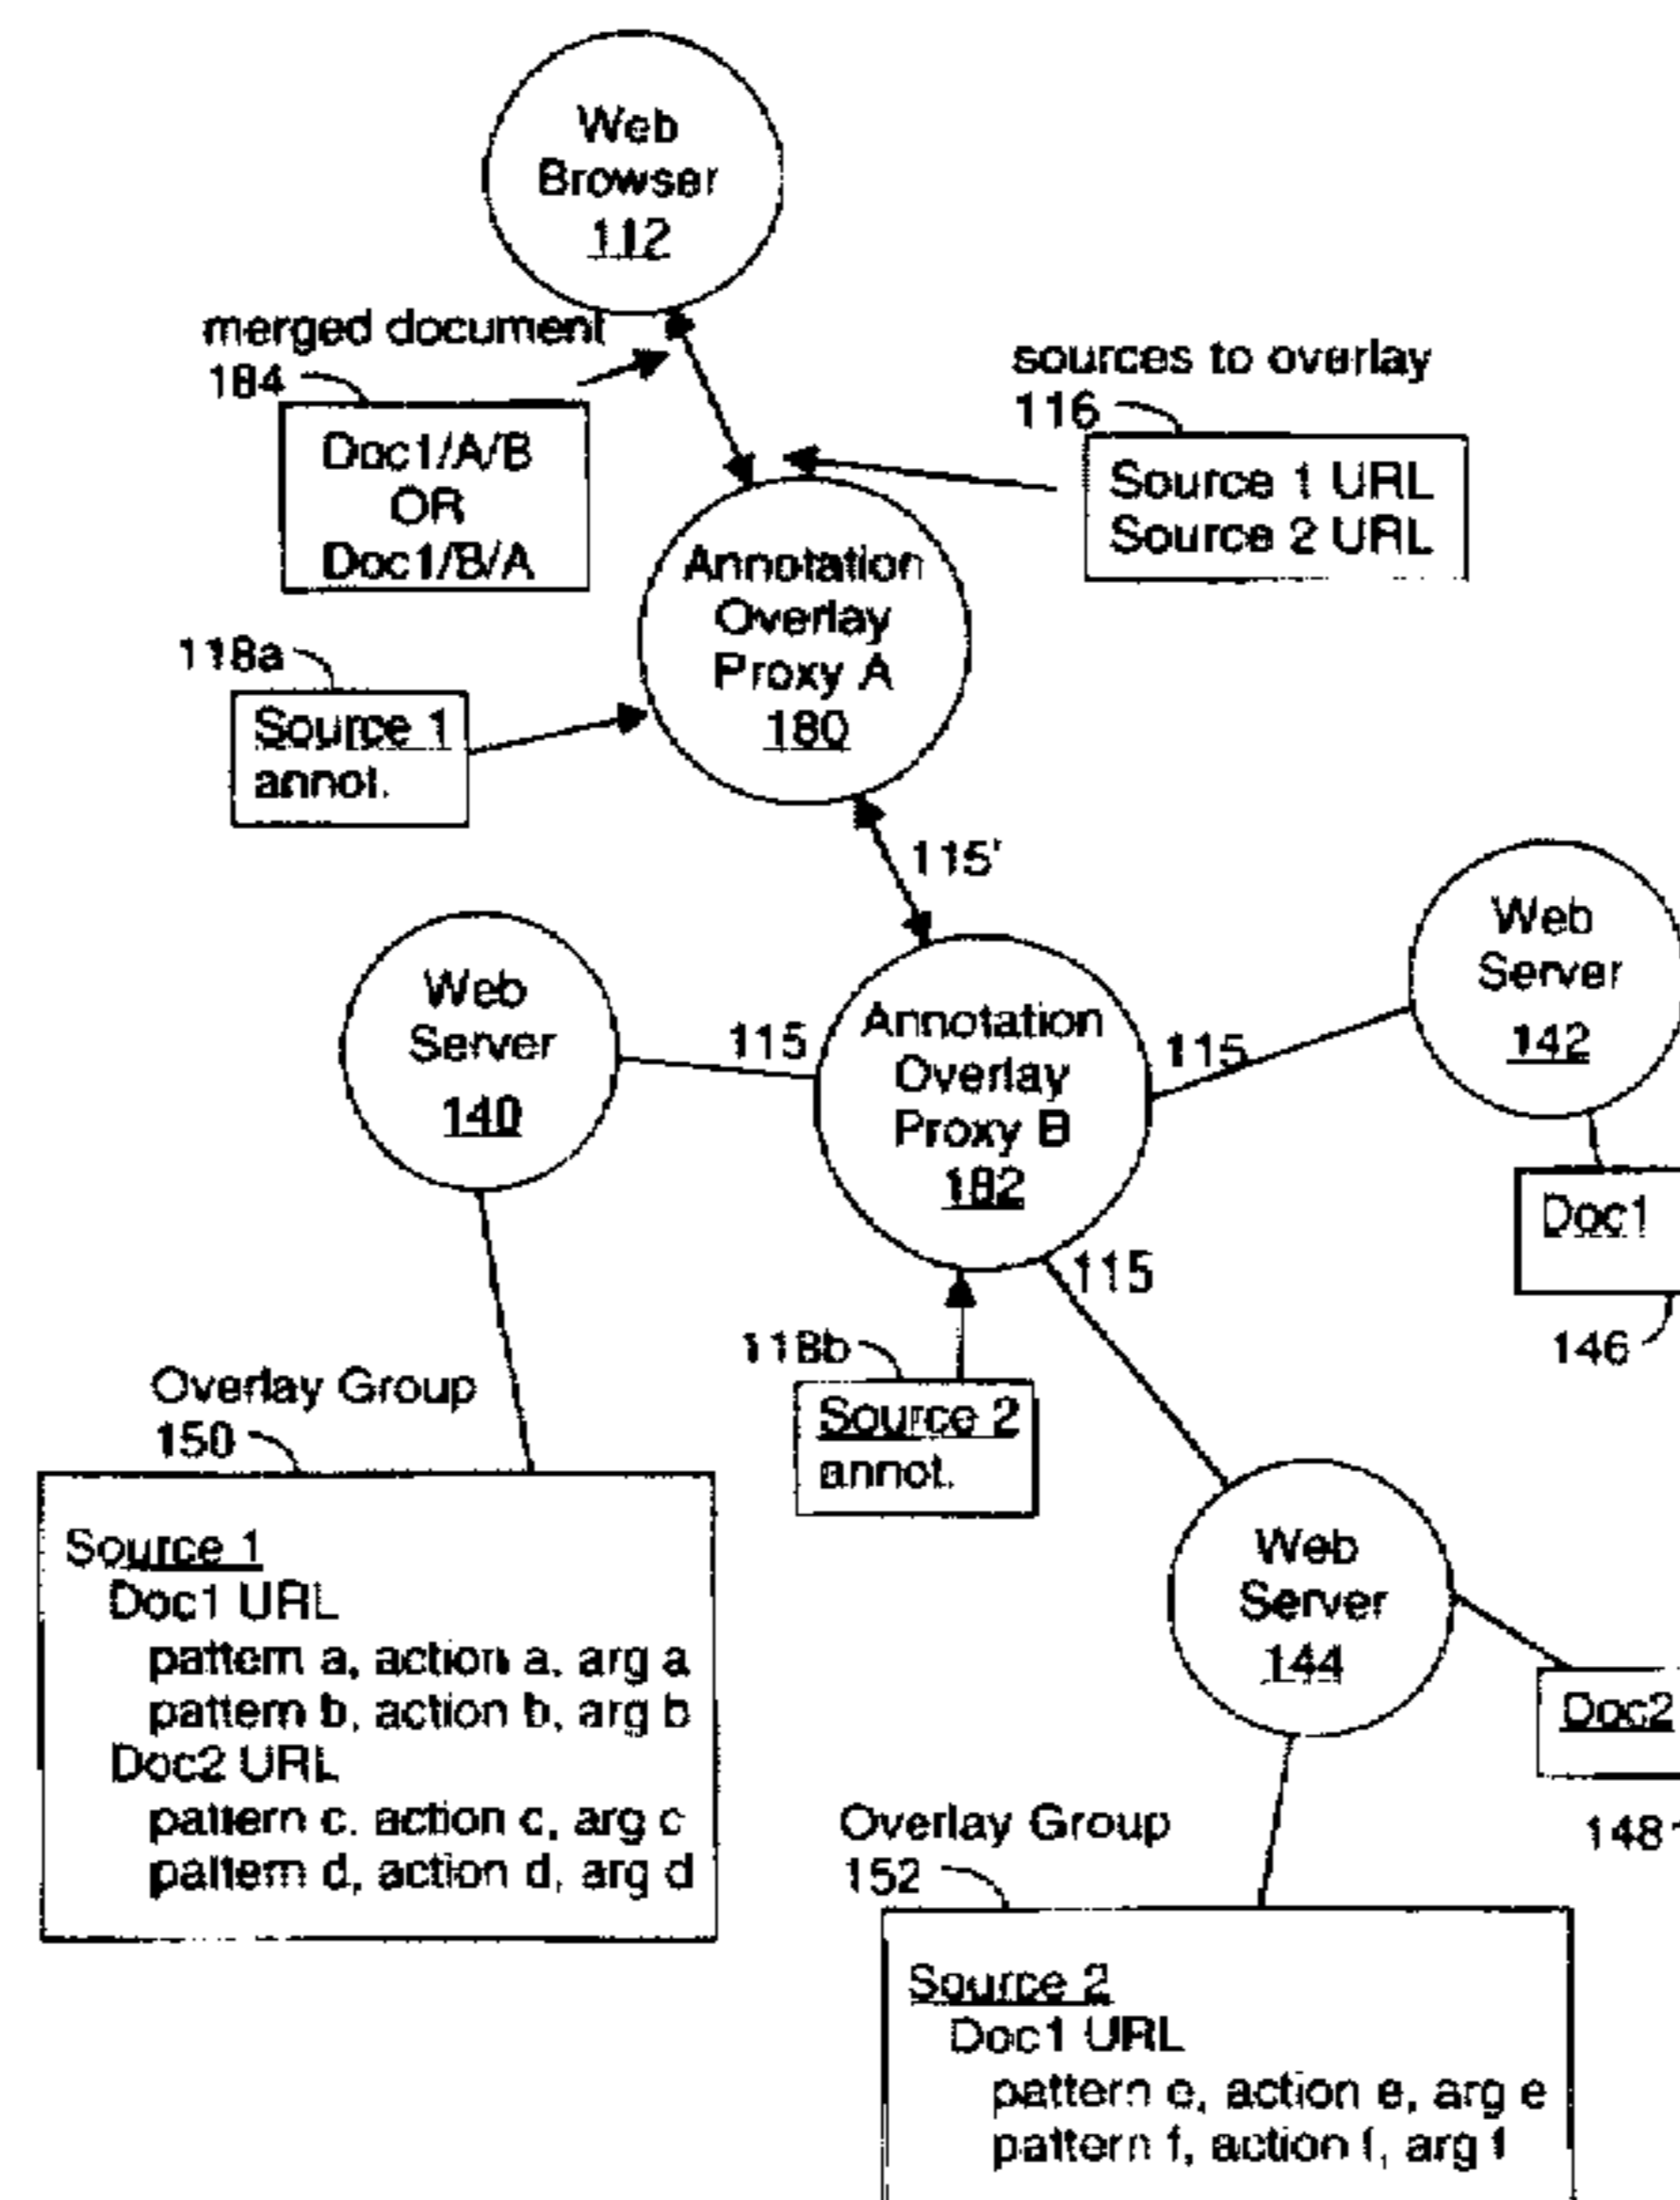 Web
Browser
112
merged document
184
Doc1/A/B
OR
Doc1/B/A
sources to overlay
116
Source 1 URL
Source 2 URL
Annotation
Overlay
Proxy A
180
118a
Source 1
annot.
115'
Web
Server
140
115
Annotation
Overlay
Proxy B
182
115
Web
Server
142
Doc1
146
115
118b
Source 2
annot.
Overlay Group
150
Source 1
Doc1 URL
pattern a, action a, arg a
pattern b, action b, arg b
Doc2 URL
pattern c, action c, arg c
pattern d, action d, arg d
Web
Server
144
Doc2
148
Overlay Group
152
Source 2
Doc1 URL
pattern e, action e, arg e
pattern f, action f, arg f